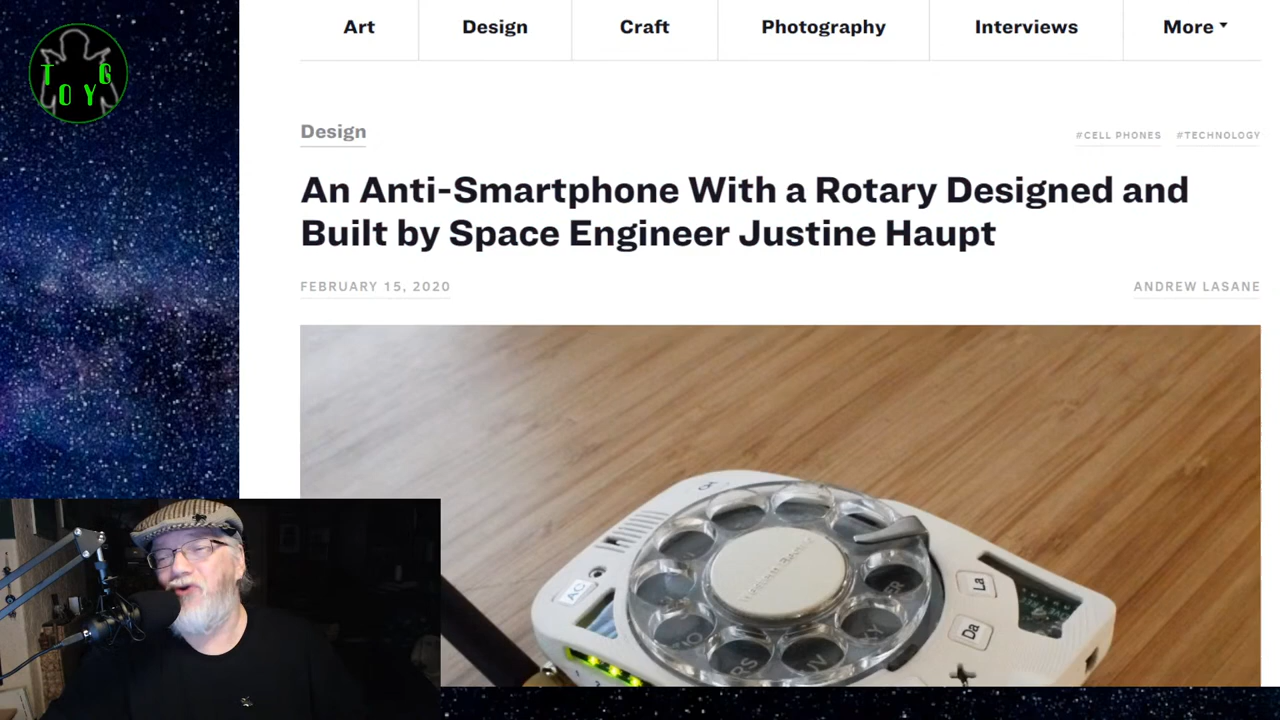 T O Y G
Art Design Craft Photography Interviews More
Design
#CELL PHONES #TECHNOLOGY
An Anti-Smartphone With a Rotary Designed and
Built by Space Engineer Justine Haupt
FEBRUARY 15, 2020
ANDREW LASANE
AC
La
Da